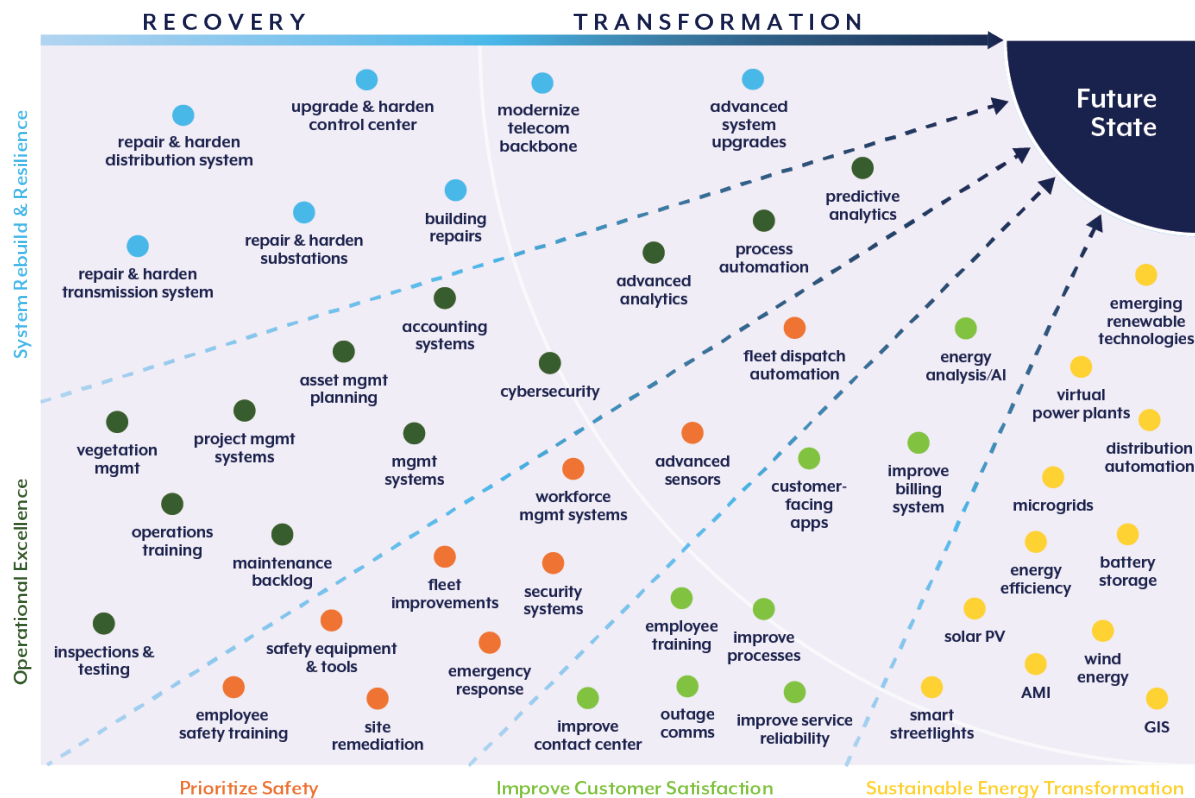 RECOVERY
TRANSFORMATION
Future
State
System Rebuild & Resilience
upgrade & harden
control center
repair & harden
distribution system
modernize
telecom
backbone
advanced
system
upgrades
building
repairs
repair & harden
substations
repair & harden
transmission system
predictive
analytics
process
automation
advanced
analytics
accounting
systems
asset mgmt
planning
cybersecurity
vegetation
mgmt
project mgmt
systems
mgmt
systems
operations
training
maintenance
backlog
inspections &
testing
Operational Excellence
fleet dispatch
automation
advanced
sensors
workforce
mgmt systems
fleet
improvements
security
systems
safety equipment
& tools
emergency
response
employee
safety training
site
remediation
Prioritize Safety
energy
analysis/AI
improve
billing
system
customer-
facing
apps
employee
training
improve
processes
improve
contact center
outage
comms
improve service
reliability
Improve Customer Satisfaction
emerging
renewable
technologies
virtual
power plants
distribution
automation
microgrids
energy
efficiency
battery
storage
solar PV
wind
energy
AMI
smart
streetlights
GIS
Sustainable Energy Transformation